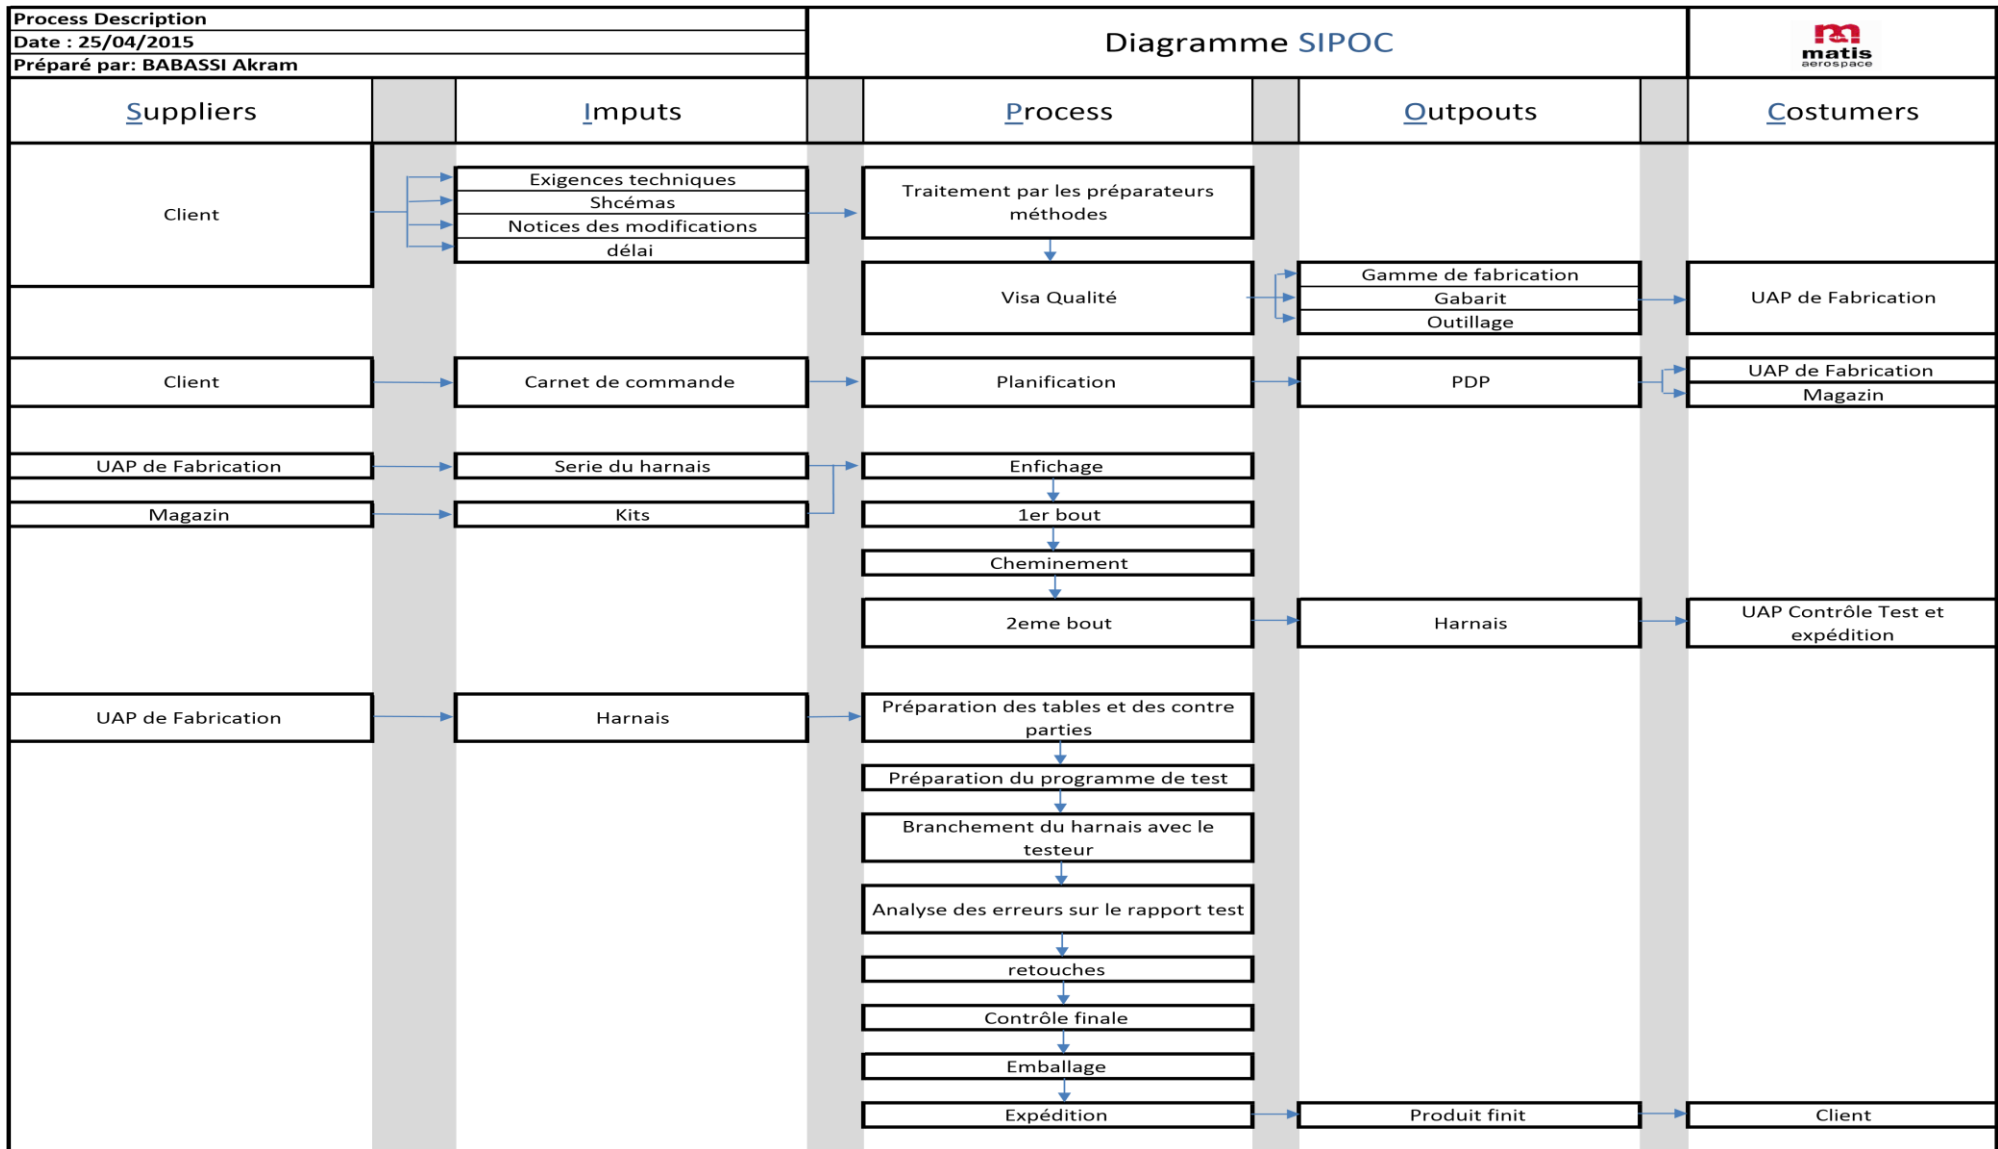 Process Description
Date : 25/04/2015
Préparé par: BABASSI Akram
Diagramme SIPOC
matis
aerospace
Suppliers
Imputs
Process
Outpouts
Costumers
Client
Exigences techniques
Shcémas
Notices des modifications
délai
Traitement par les préparateurs
méthodes
Visa Qualité
Gamme de fabrication
Gabarit
Outillage
UAP de Fabrication
Client
Carnet de commande
Planification
PDP
UAP de Fabrication
Magazin
UAP de Fabrication
Serie du harnais
Enfichage
Magazin
Kits
1er bout
Cheminement
2eme bout
Harnais
UAP Contrôle Test et
expédition
UAP de Fabrication
Harnais
Préparation des tables et des contre
parties
Préparation du programme de test
Branchement du harnais avec le
testeur
Analyse des erreurs sur le rapport test
retouches
Contrôle finale
Emballage
Expédition
Produit finit
Client